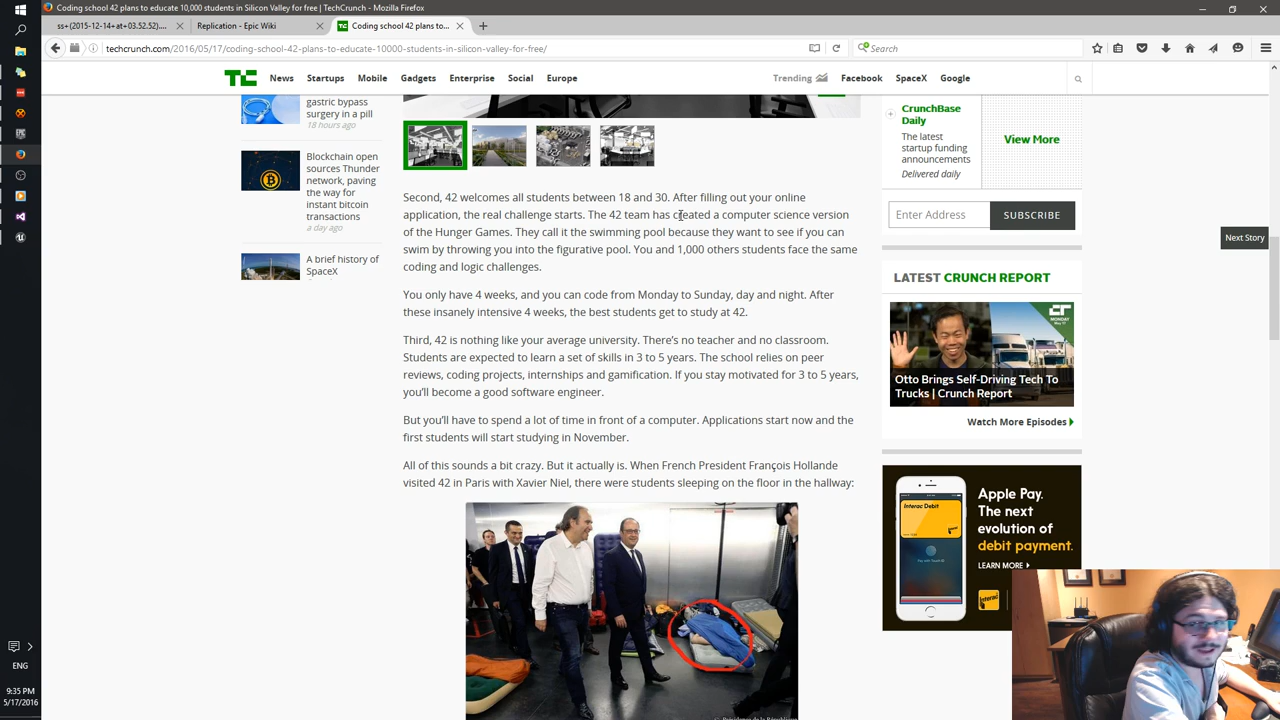 Coding school 42 plans to educate 10,000 students in Silicon Valley for free | TechCrunch - Mozilla Firefox
ss+(2015-12-14+at+03.52.52)....
Replication - Epic Wiki
Coding school 42 plans to...
techcrunch.com/2016/05/17/coding-school-42-plans-to-educate-10000-students-in-silicon-valley-for-free/
Search
TC
News
Startups
Mobile
Gadgets
Enterprise
Social
Europe
Trending
Facebook
SpaceX
Google
gastric bypass
surgery in a pill
18 hours ago
Blockchain open
sources Thunder
network, paving
the way for
instant bitcoin
transactions
a day ago
A brief history of
SpaceX
Second, 42 welcomes all students between 18 and 30. After filling out your online
application, the real challenge starts. The 42 team has created a computer science version
of the Hunger Games. They call it the swimming pool because they want to see if you can
swim by throwing you into the figurative pool. You and 1,000 others students face the same
coding and logic challenges.
You only have 4 weeks, and you can code from Monday to Sunday, day and night. After
these insanely intensive 4 weeks, the best students get to study at 42.
Third, 42 is nothing like your average university. There's no teacher and no classroom.
Students are expected to learn a set of skills in 3 to 5 years. The school relies on peer
reviews, coding projects, internships and gamification. If you stay motivated for 3 to 5 years,
you'll become a good software engineer.
But you'll have to spend a lot of time in front of a computer. Applications start now and the
first students will start studying in November.
All of this sounds a bit crazy. But it actually is. When French President François Hollande
visited 42 in Paris with Xavier Niel, there were students sleeping on the floor in the hallway:
© Présidence de la République
CrunchBase
Daily
The latest
startup funding
announcements
Delivered daily
View More
Enter Address
SUBSCRIBE
Next Story
LATEST CRUNCH REPORT
Otto Brings Self-Driving Tech To
Trucks | Crunch Report
Watch More Episodes
Interac Debit
Apple Pay.
The next
evolution of
debit payment.
LEARN MORE
Interac
ENG
9:35 PM
5/17/2016